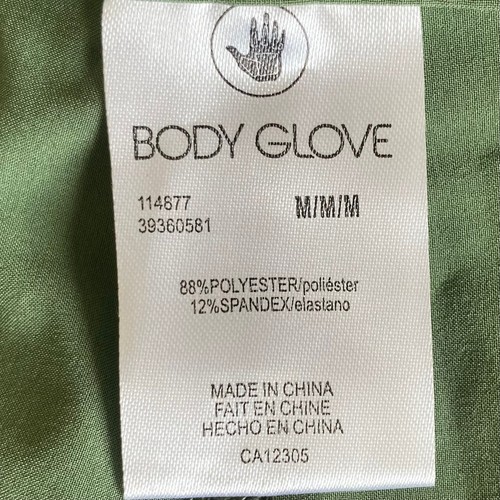 BODY GLOVE
114877 M/M/M
39360581
88%POLYESTER/poliéster
12%SPANDEX/elastano
MADE IN CHINA
FAIT EN CHINE
HECHO EN CHINA
CA12305